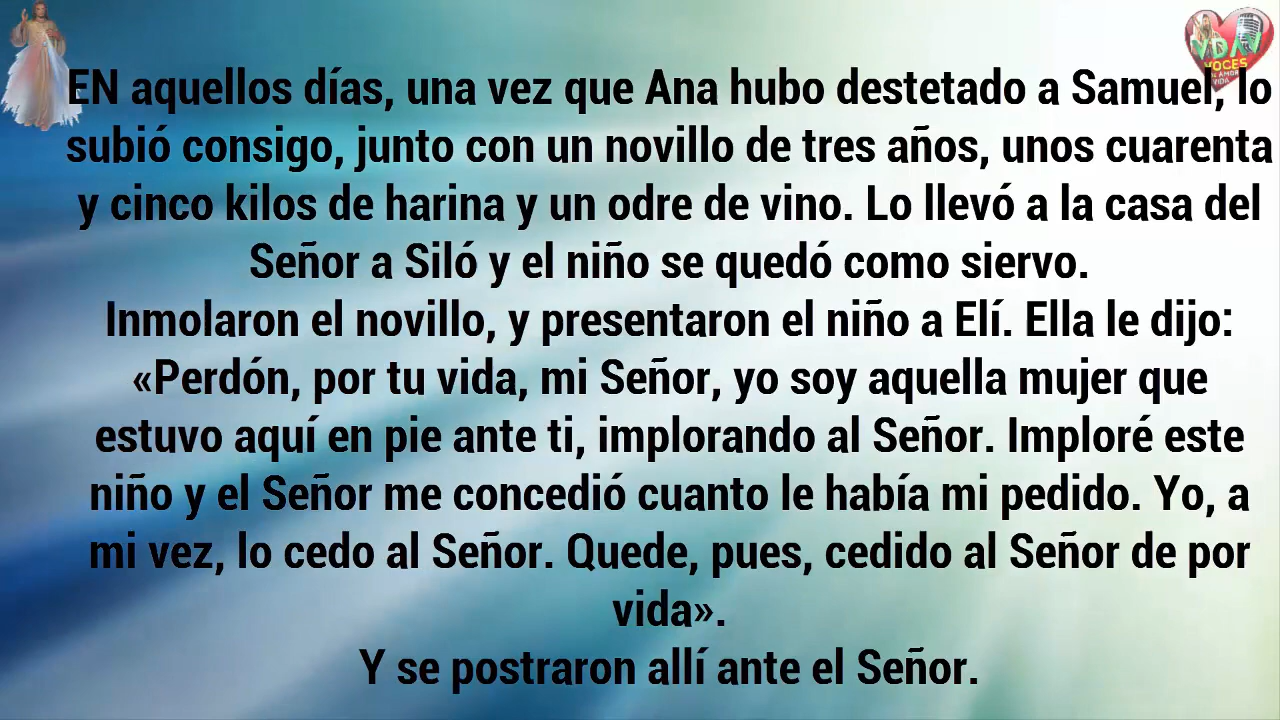 EN aquellos días, una vez que Ana hubo destetado a Samuel, lo
subió consigo, junto con un novillo de tres años, unos cuarenta
y cinco kilos de harina y un odre de vino. Lo llevó a la casa del
Señor a Siló y el niño se quedó como siervo.
Inmolaron el novillo, y presentaron el niño a Elí. Ella le dijo:
«Perdón, por tu vida, mi Señor, yo soy aquella mujer que
estuvo aquí en pie ante ti, implorando al Señor. Imploré este
niño y el Señor me concedió cuanto le había mi pedido. Yo, a
mi vez, lo cedo al Señor. Quede, pues, cedido al Señor de por
vida».
Y se postraron allí ante el Señor.
VDAV
VOCES
DE AMOR
VIDA